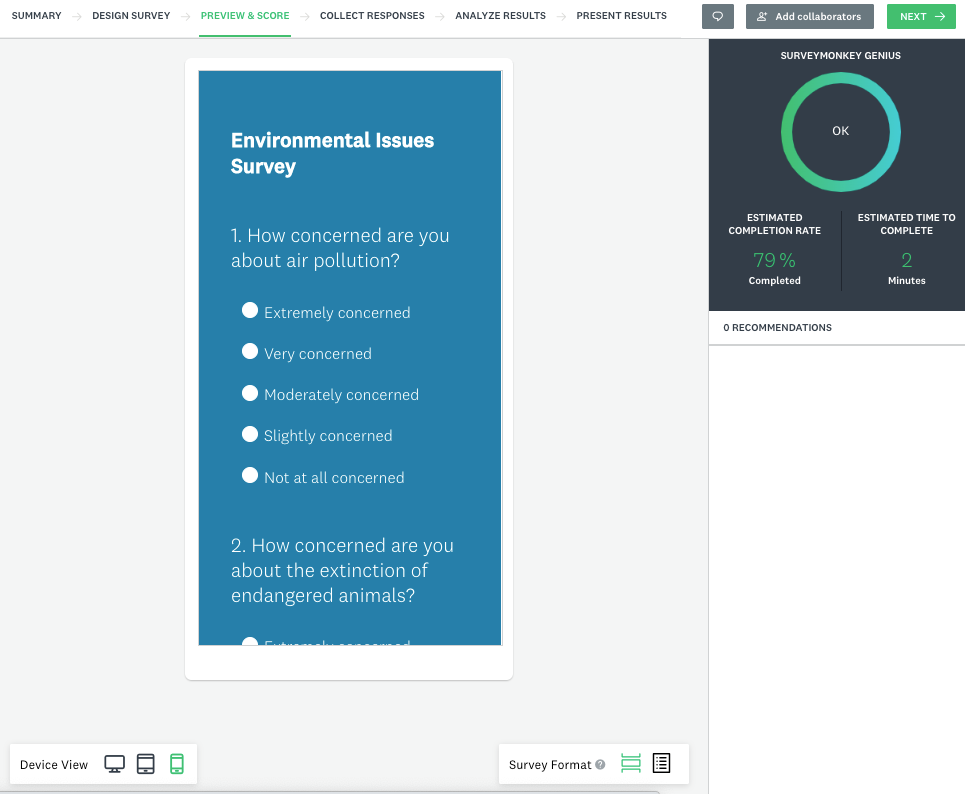 SUMMARY
DESIGN SURVEY
PREVIEW & SCORE
COLLECT RESPONSES
ANALYZE RESULTS
PRESENT RESULTS
Add collaborators
NEXT
Environmental Issues
Survey
1. How concerned are you
about air pollution?
Extremely concerned
Very concerned
Moderately concerned
Slightly concerned
Not at all concerned
2. How concerned are you
about the extinction of
endangered animals?
Extremely concerned
SURVEYMONKEY GENIUS
OK
ESTIMATED
COMPLETION RATE
79 %
Completed
ESTIMATED TIME TO
COMPLETE
2
Minutes
0 RECOMMENDATIONS
Device View
Survey Format ?